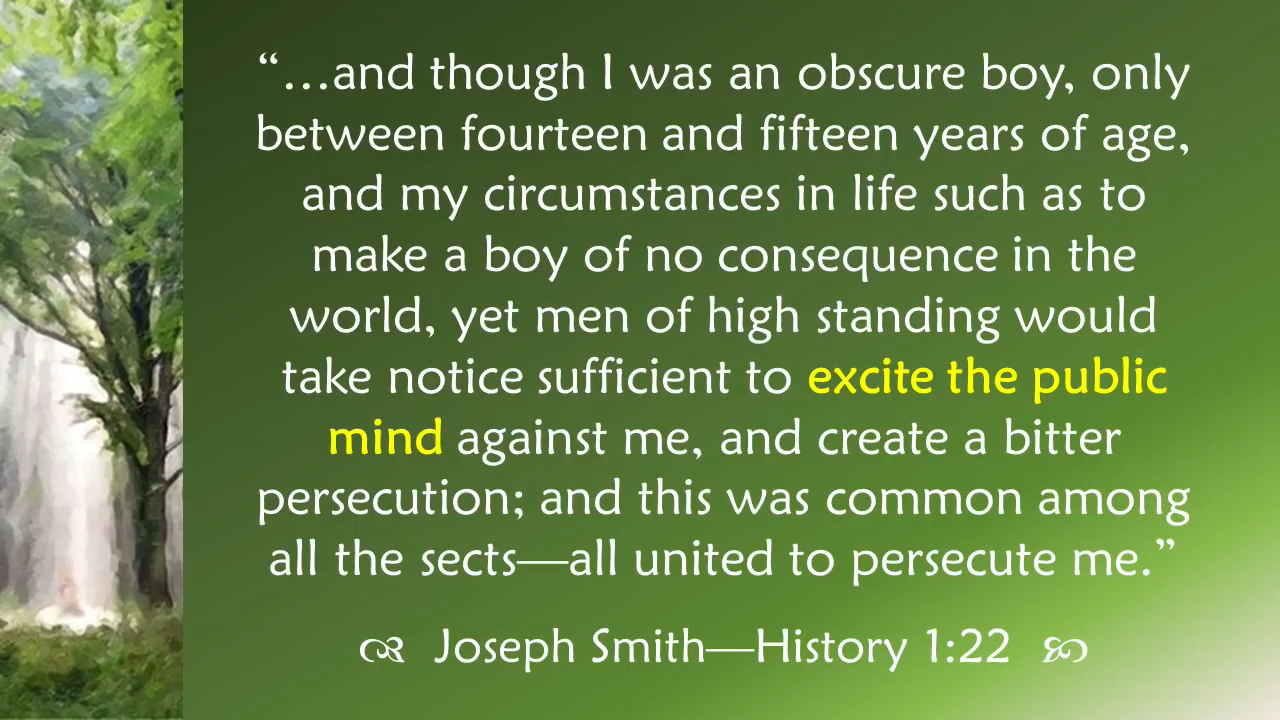 “…and though I was an obscure boy, only
between fourteen and fifteen years of age,
and my circumstances in life such as to
make a boy of no consequence in the
world, yet men of high standing would
take notice sufficient to excite the public
mind against me, and create a bitter
persecution; and this was common among
all the sects—all united to persecute me.”
Joseph Smith—History 1:22